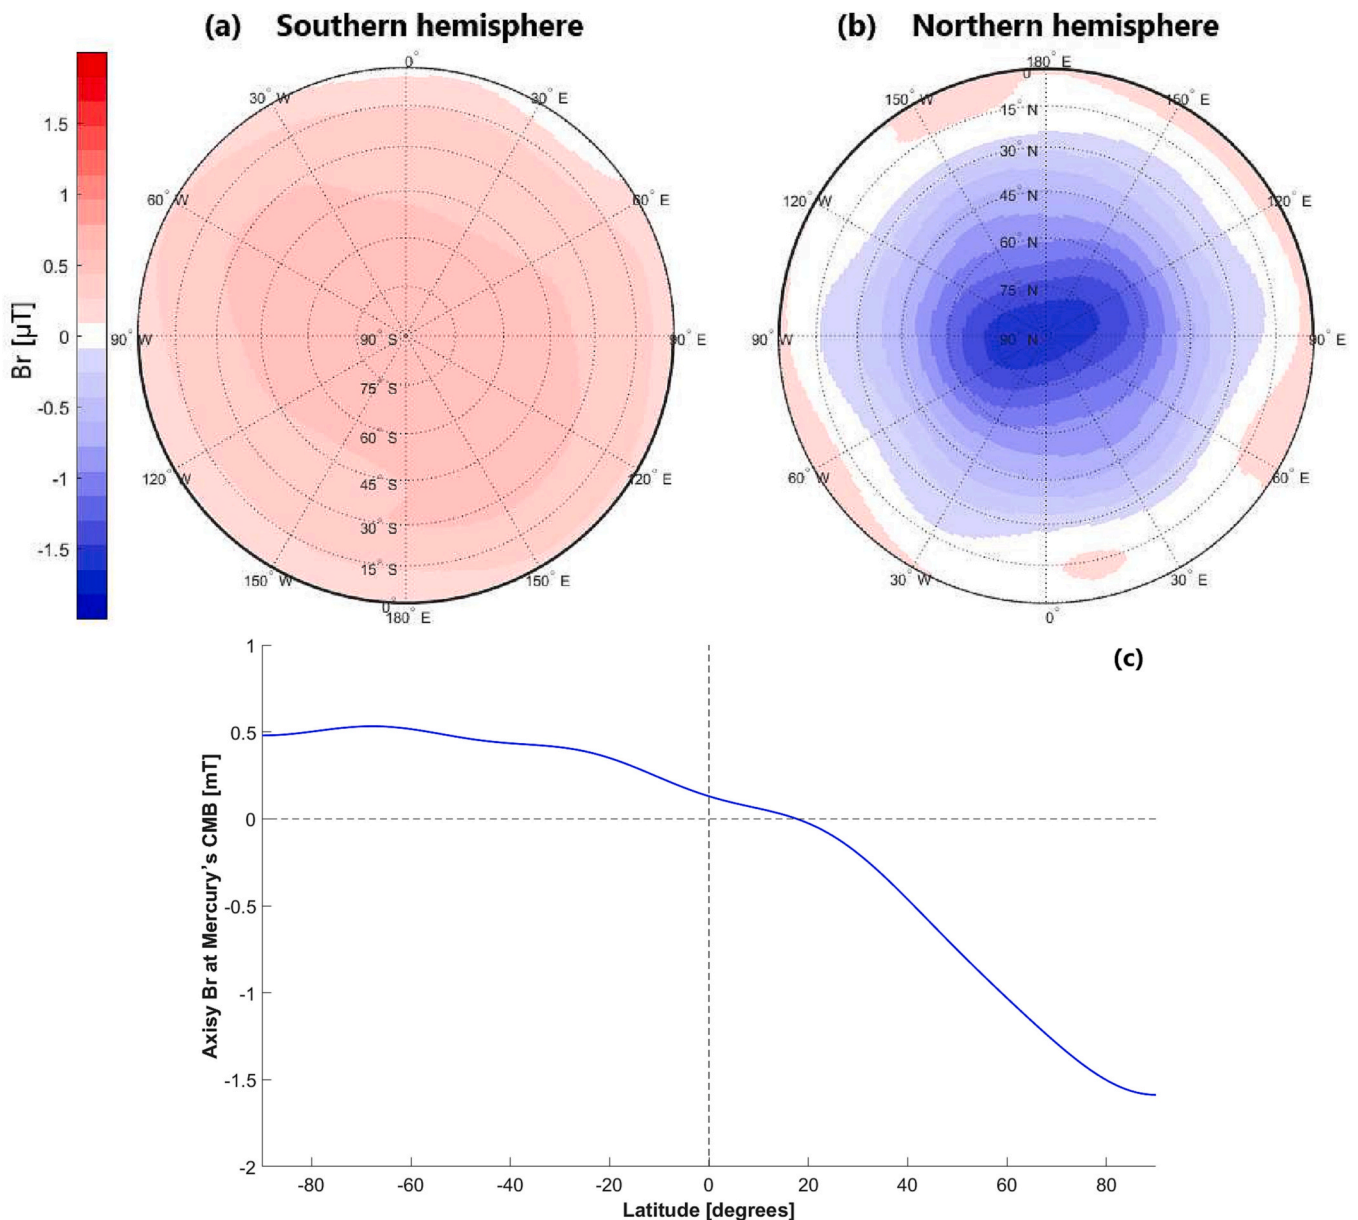 (a) Southern hemisphere
(b) Northern hemisphere
Br [µT]
1.5
1
0.5
0
-0.5
-1
-1.5
0°
30° W
30° E
60° W
60° E
90° W
90° S
90° E
75° S
60° S
120° W
120° E
45° S
30° S
15° S
150° W
150° E
0°
180° E
180° E
0°
150° W
150° E
15° N
30° N
120° W
120° E
45° N
60° N
75° N
90° W
90° N
90° E
60° W
60° E
30° W
30° E
0°
(c)
Axisy Br at Mercury's CMB [mT]
1
0.5
0
-0.5
-1
-1.5
-2
-80 -60 -40 -20 0 20 40 60 80
Latitude [degrees]